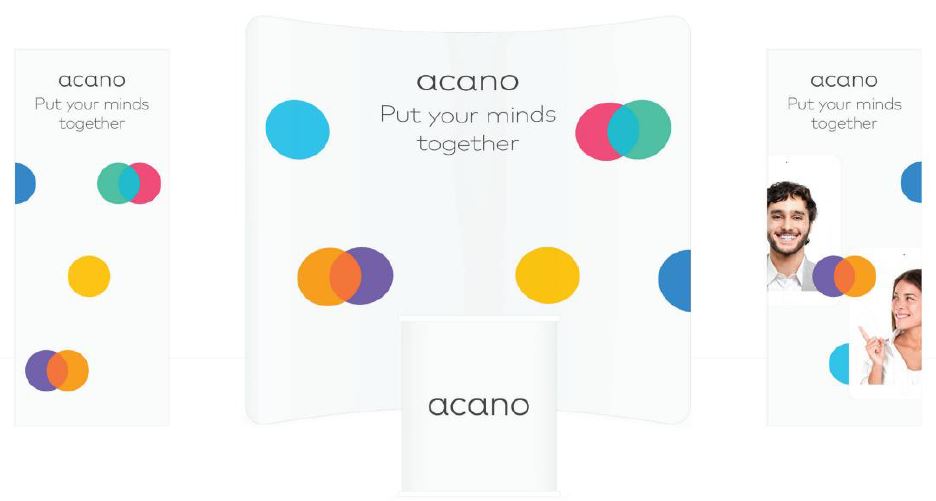 acano
Put your minds
together
acano
Put your minds
together
acano
acano
Put your minds
together